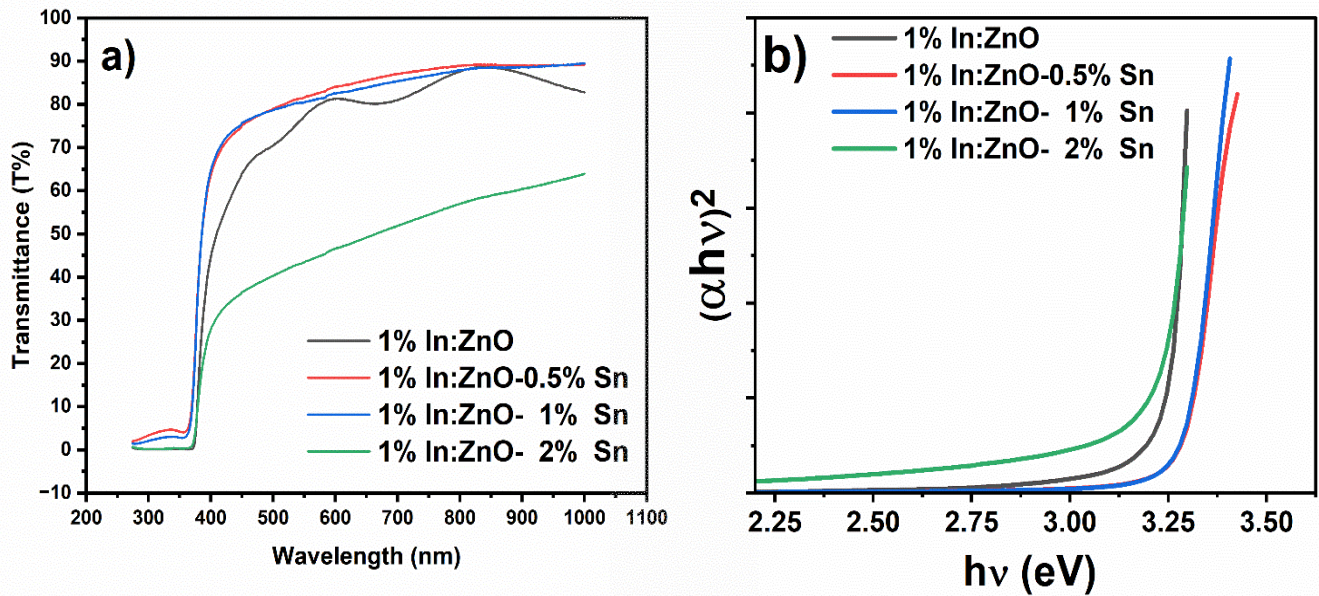 a)
Transmittance (T%)
100
90
80
70
60
50
40
30
20
10
0
−10
1% In:ZnO
1% In:ZnO-0.5% Sn
1% In:ZnO- 1% Sn
1% In:ZnO- 2% Sn
200 300 400 500 600 700 800 900 1000 1100
Wavelength (nm)
b)
1% In:ZnO
1% In:ZnO-0.5% Sn
1% In:ZnO- 1% Sn
1% In:ZnO- 2% Sn
(αhν)²
2.25 2.50 2.75 3.00 3.25 3.50
hν (eV)